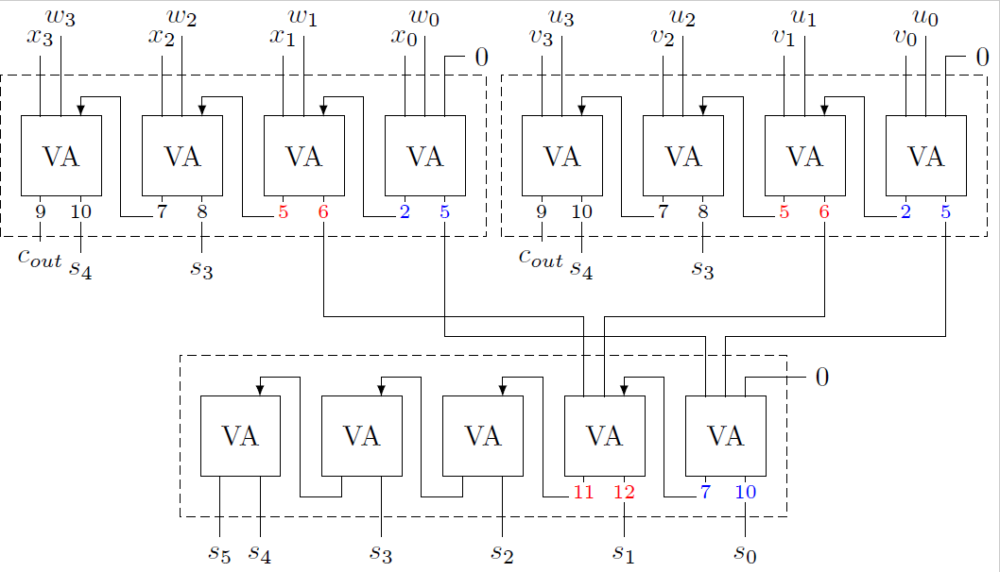 w₃ w₂ w₁ w₀ u₃ u₂ u₁ u₀
x₃ x₂ x₁ x₀ 0 v₃ v₂ v₁ v₀ 0
VA VA VA VA VA VA VA VA
9 10 7 8 5 6 2 5 9 10 7 8 5 6 2 5
c_out s₄ s₃ c_out s₄ s₃
0
VA VA VA VA VA
11 12 7 10
s₅ s₄ s₃ s₂ s₁ s₀